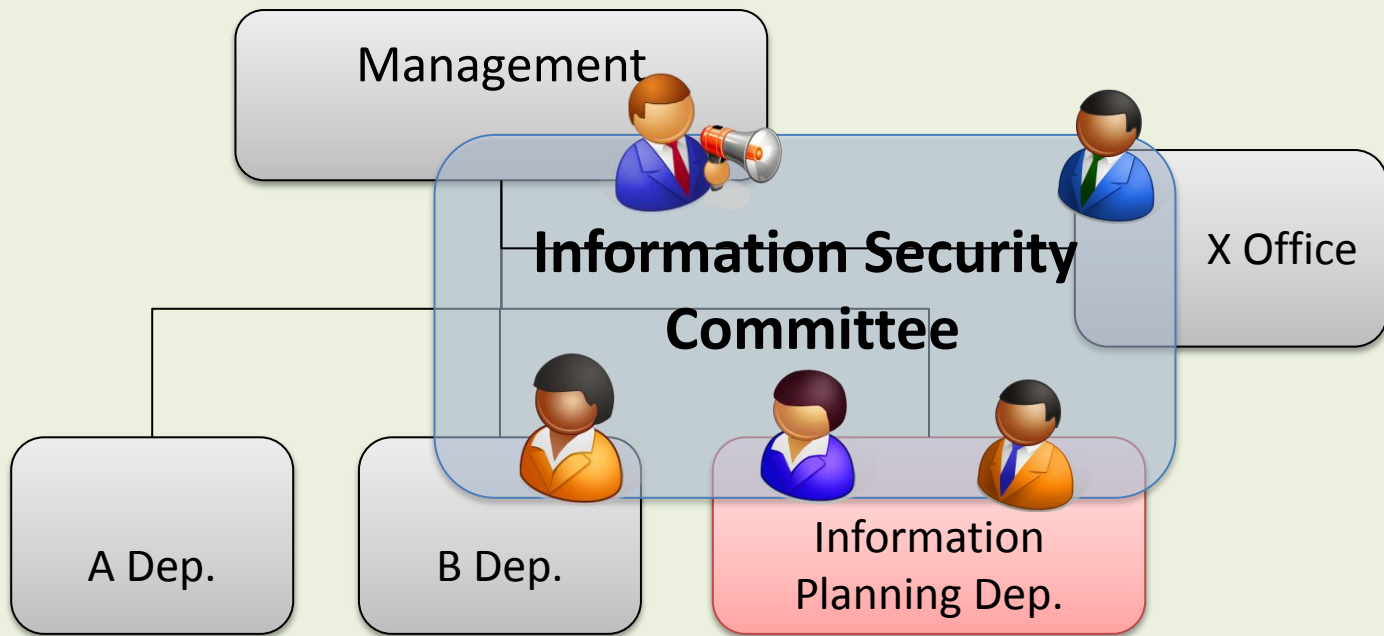 Management
Information Security
Committee
X Office
A Dep.
B Dep.
Information
Planning Dep.